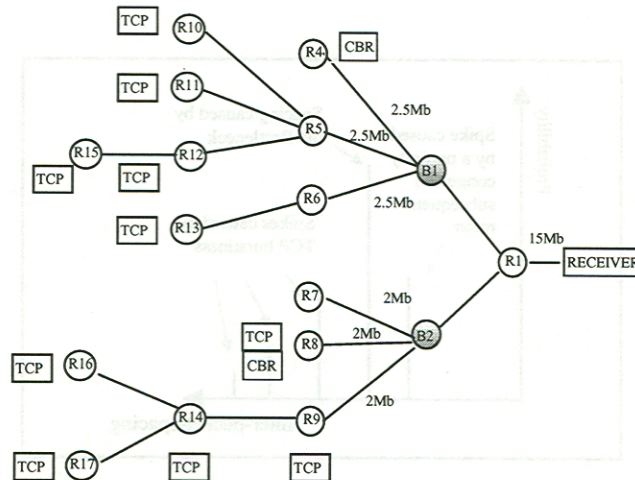 TCP
R10
R4
CBR
TCP
R11
2.5Mb
R5
2.5Mb
R15
R12
B1
TCP
TCP
R6
2.5Mb
TCP
R13
15Mb
R1
RECEIVER
R7
2Mb
TCP
R8
2Mb
B2
CBR
TCP
R16
2Mb
R14
R9
TCP
R17
TCP
TCP